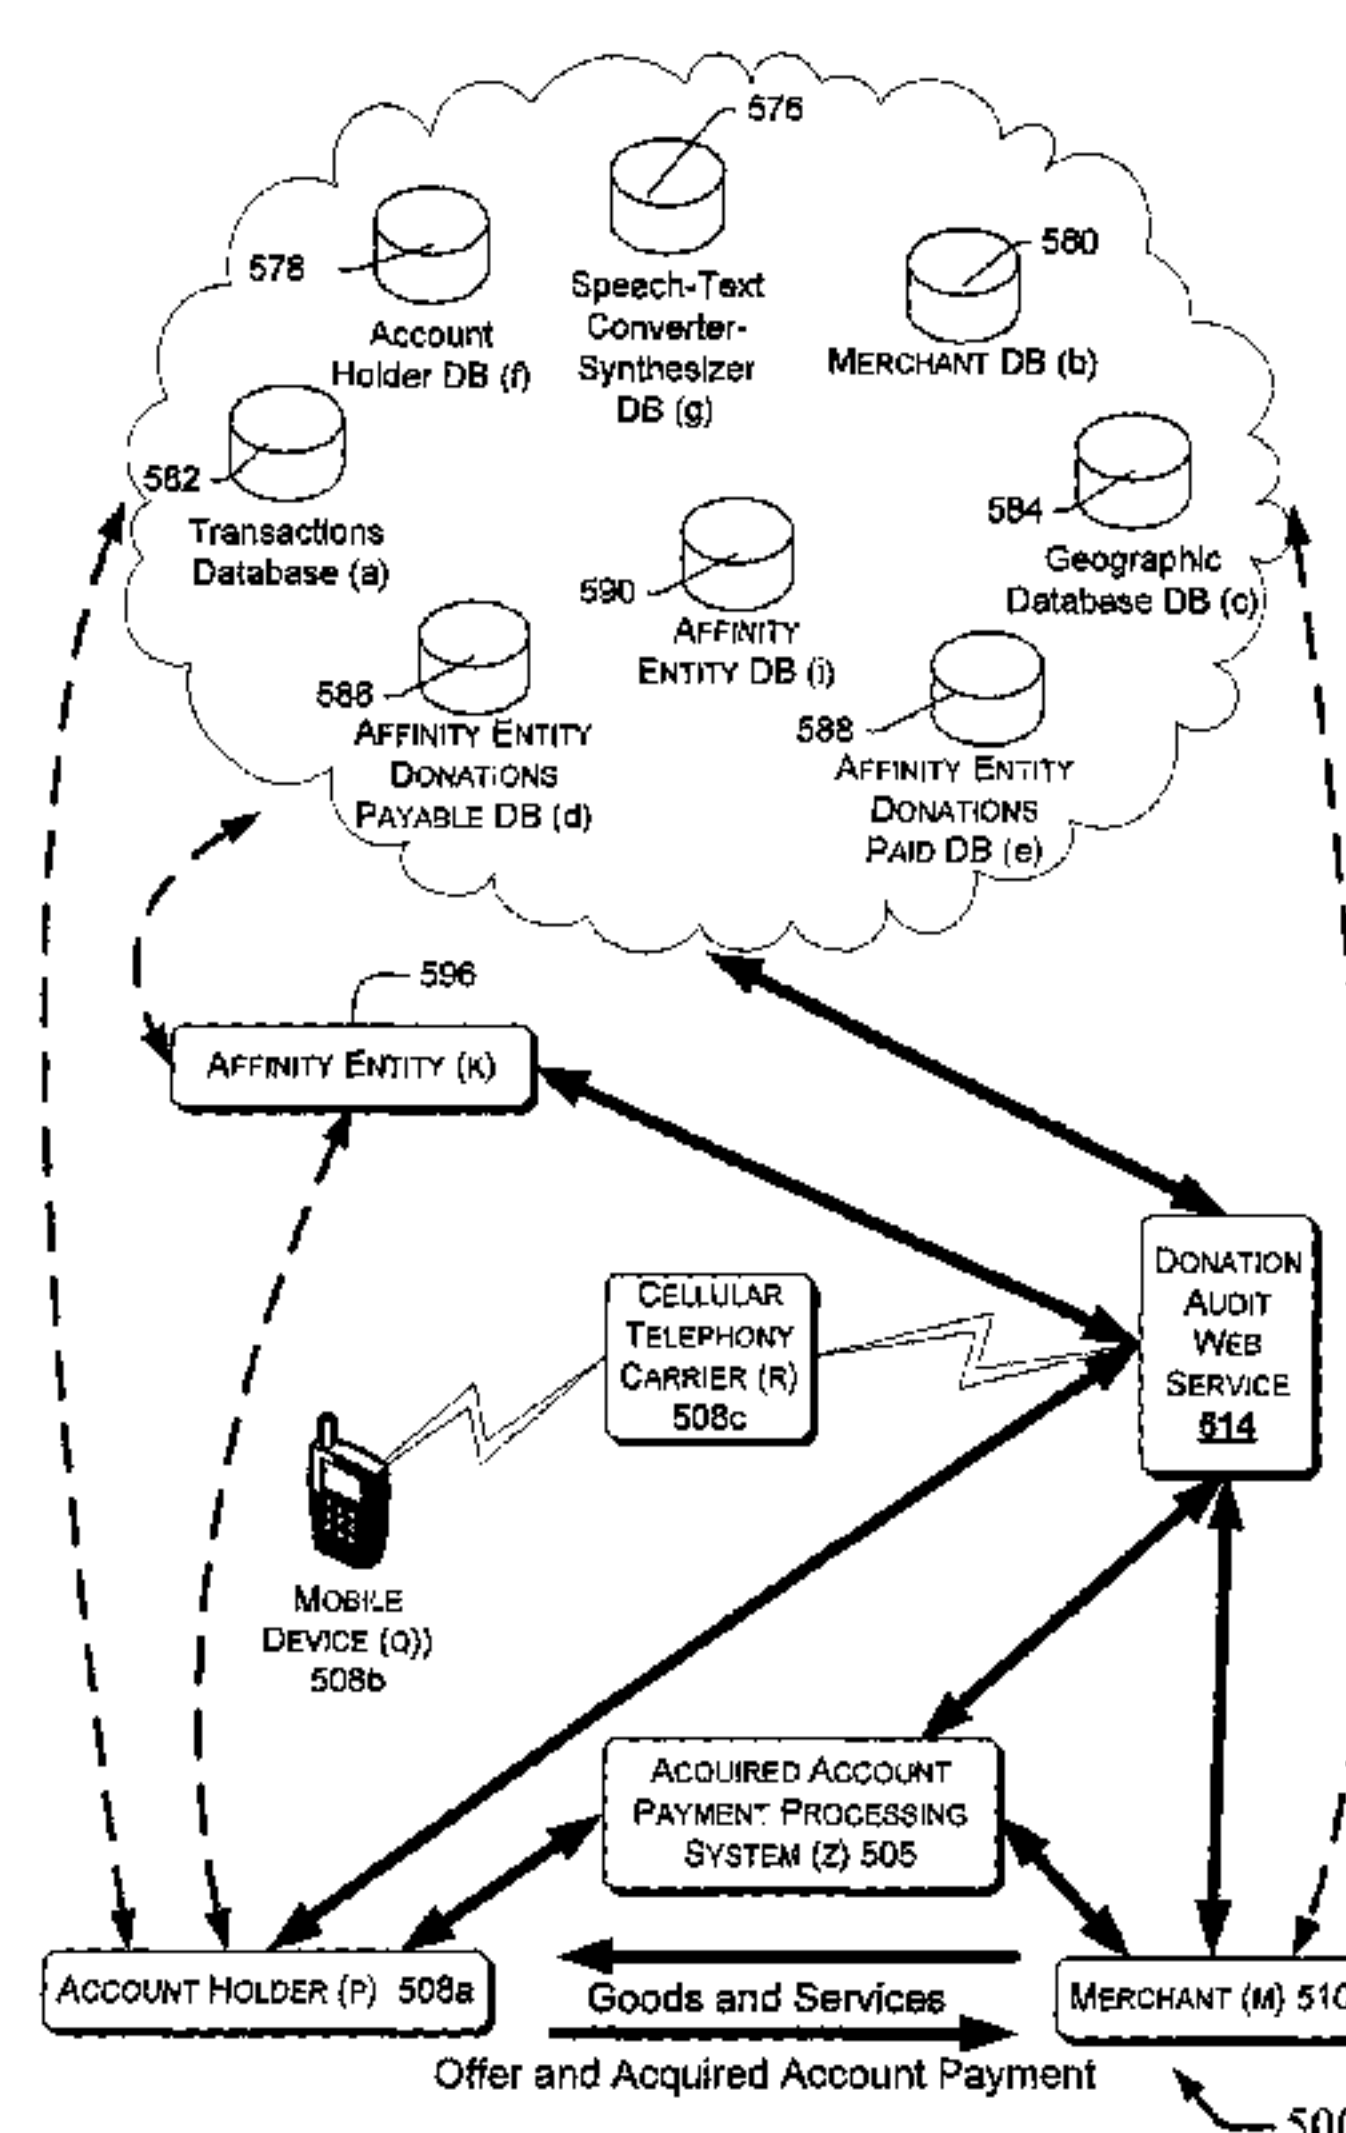 576
578
580
Speech-Text
Converter-
Synthesizer
DB (g)
Account
Holder DB (f)
MERCHANT DB (b)
582
584
Transactions
Database (a)
590
Geographic
Database DB (c)
AFFINITY
ENTITY DB (i)
586
588
AFFINITY ENTITY
DONATIONS
PAYABLE DB (d)
AFFINITY ENTITY
DONATIONS
PAID DB (e)
596
AFFINITY ENTITY (K)
DONATION
AUDIT
WEB
SERVICE
514
CELLULAR
TELEPHONY
CARRIER (R)
508c
MOBILE
DEVICE (Q))
508b
ACQUIRED ACCOUNT
PAYMENT PROCESSING
SYSTEM (Z) 505
ACCOUNT HOLDER (P) 508a
Goods and Services
MERCHANT (M) 510
Offer and Acquired Account Payment